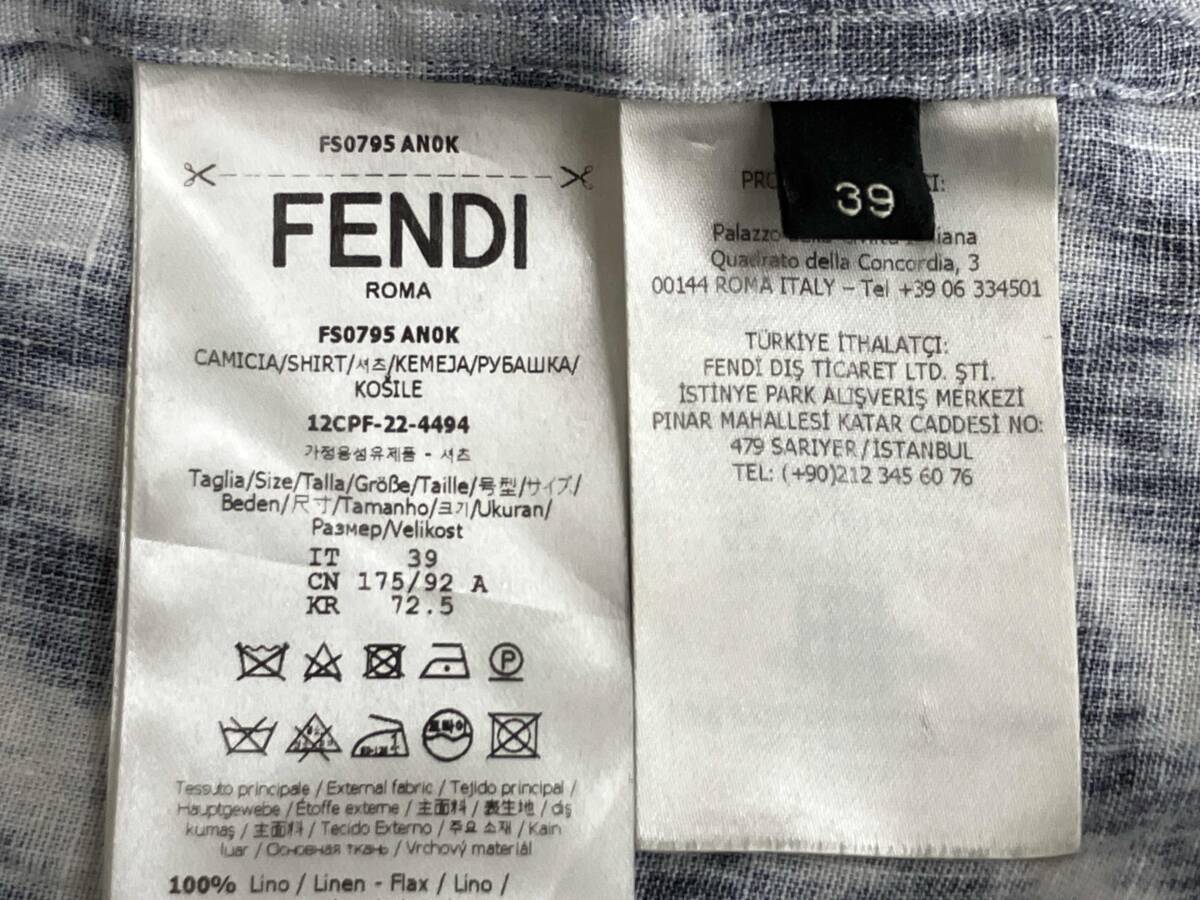 FS0795 AN0K
FENDI
ROMA
FS0795 AN0K
CAMICIA/SHIRT/셔츠/KEMEJA/РУБАШКА/
KOŠILE
12CPF-22-4494
가정용섬유제품 - 셔츠
Taglia/Size/Talla/Größe/Taille/号型/サイズ/
Beden/尺寸/Tamanho/크기/Ukuran/
Размер/Velikost
IT 39
CN 175/92 A
KR 72.5
P
드라이
Tessuto principale / External fabric / Tejido principal /
Hauptgewebe / Étoffe externe / 主面料 / 表生地 / dış
kumaş / 主面料 / Tecido Externo / 주요 소재 / Kain
luar / Основная ткань / Vrchový materiál
100% Lino / Linen - Flax / Lino /
39
Palazzo
Quadrato della Concordia, 3
00144 ROMA ITALY – Tel +39 06 334501
TÜRKİYE İTHALATÇI:
FENDI DIŞ TİCARET LTD. ŞTİ.
İSTİNYE PARK ALIŞVERİŞ MERKEZİ
PINAR MAHALLESİ KATAR CADDESİ NO:
479 SARIYER/İSTANBUL
TEL: (+90)212 345 60 76